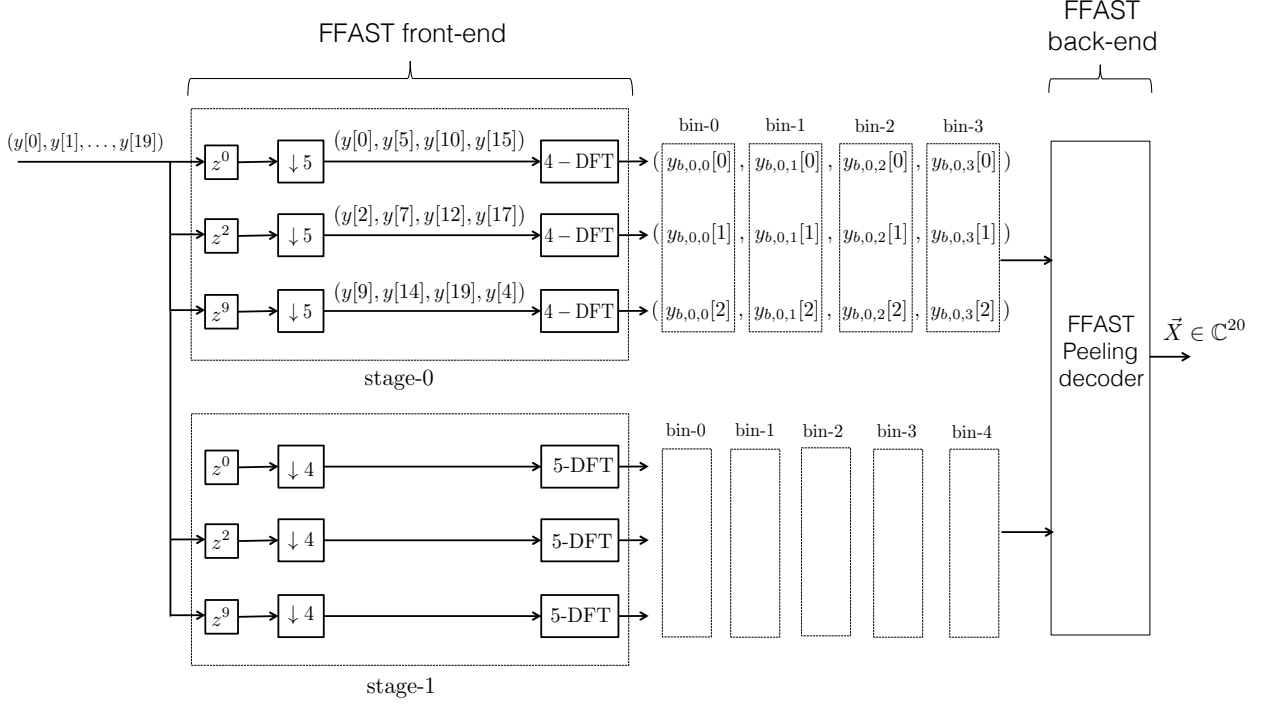 FFAST front-end
FFAST
back-end
(y[0], y[1], . . . , y[19])
z^0
↓ 5
(y[0], y[5], y[10], y[15])
4 − DFT
z^2
↓ 5
(y[2], y[7], y[12], y[17])
4 − DFT
z^9
↓ 5
(y[9], y[14], y[19], y[4])
4 − DFT
stage-0
bin-0 bin-1 bin-2 bin-3
( y_{b,0,0}[0] , y_{b,0,1}[0] , y_{b,0,2}[0] , y_{b,0,3}[0] )
( y_{b,0,0}[1] , y_{b,0,1}[1] , y_{b,0,2}[1] , y_{b,0,3}[1] )
( y_{b,0,0}[2] , y_{b,0,1}[2] , y_{b,0,2}[2] , y_{b,0,3}[2] )
z^0
↓ 4
5-DFT
z^2
↓ 4
5-DFT
z^9
↓ 4
5-DFT
stage-1
bin-0 bin-1 bin-2 bin-3 bin-4
FFAST
Peeling
decoder
\vec{X} ∈ ℂ^{20}